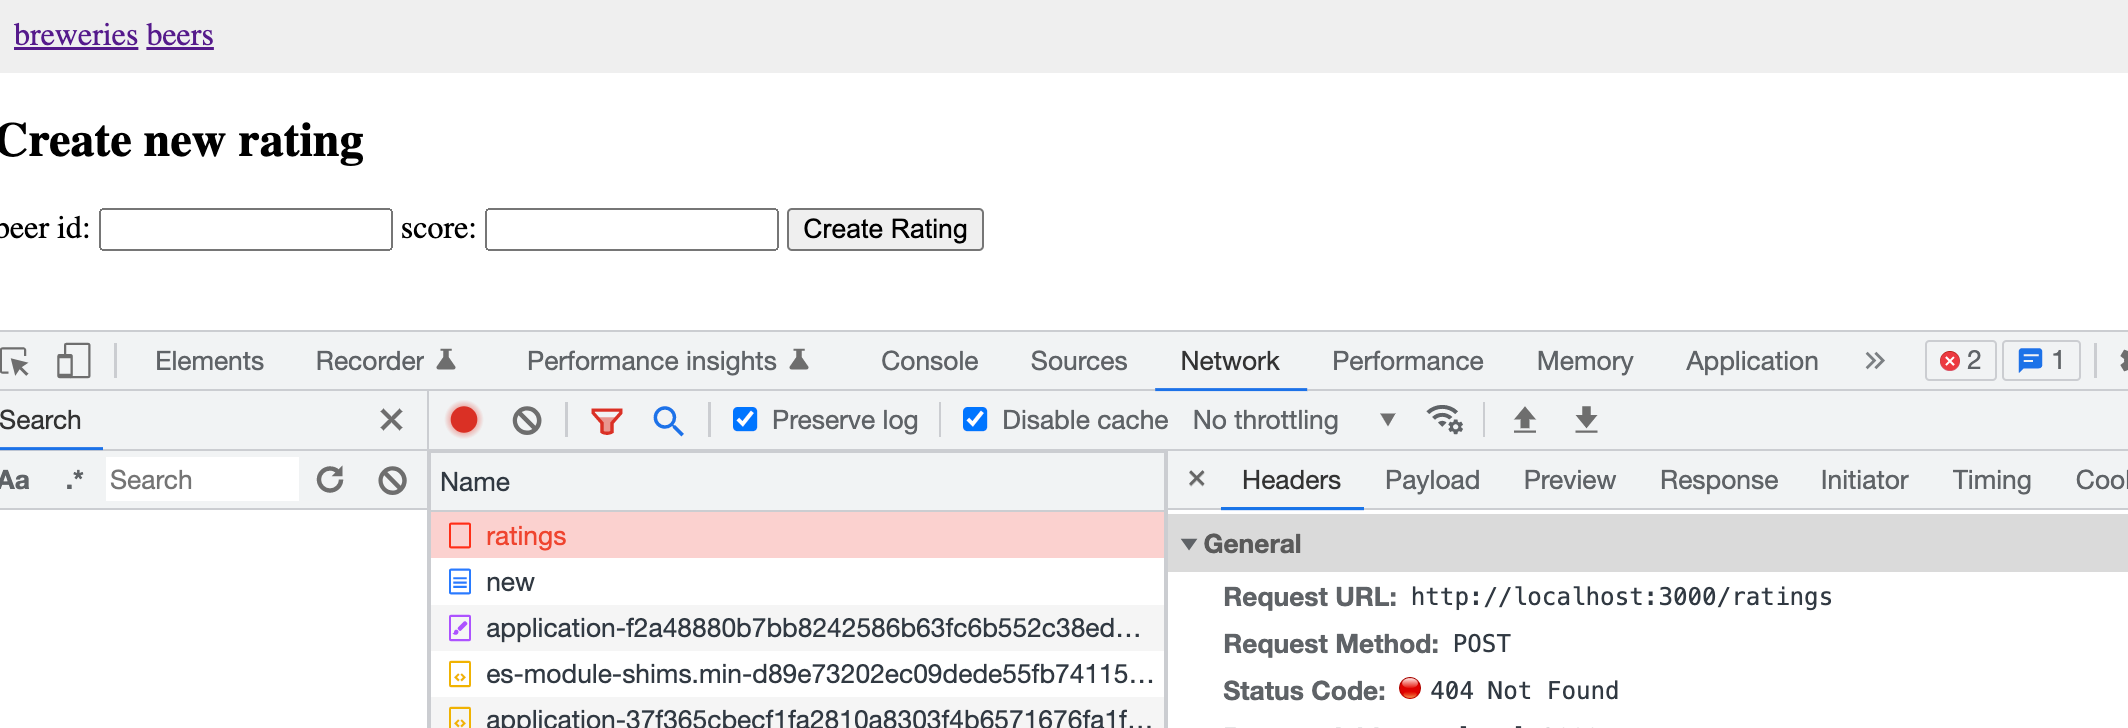 breweries beers
Create new rating
beer id: score: Create Rating
Elements Recorder Performance insights Console Sources Network Performance Memory Application 2 1
Search Preserve log Disable cache No throttling
Aa .* Search Name Headers Payload Preview Response Initiator Timing Cool
ratings General
new Request URL: http://localhost:3000/ratings
application-f2a48880b7bb8242586b63fc6b552c38ed… Request Method: POST
es-module-shims.min-d89e73202ec09dede55fb74115… Status Code: 404 Not Found
application-37f365cbecf1fa2810a8303f4b6571676fa1f…